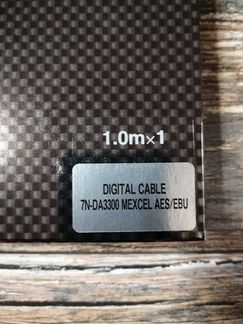 1.0m×1
DIGITAL CABLE
7N-DA3300 MEXCEL AES/EBU